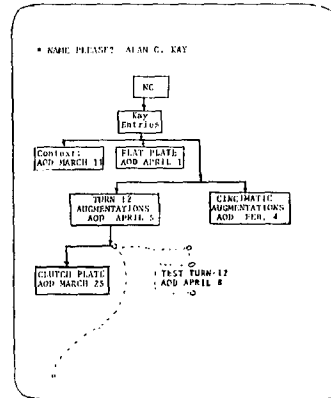 * NAME PLEASE? ALAN C. KAY
NC
Kay
Entries
Context:
AOD MARCH 11
FLAT PLATE
AOD APRIL 1
TURN 12
AUGMENTATIONS
AOD APRIL 5
CINCIMATIC
AUGMENTATIONS
AOD FEB. 4
CLUTCH PLATE
AOD MARCH 25
TEST TURN-12
AOD APRIL 8